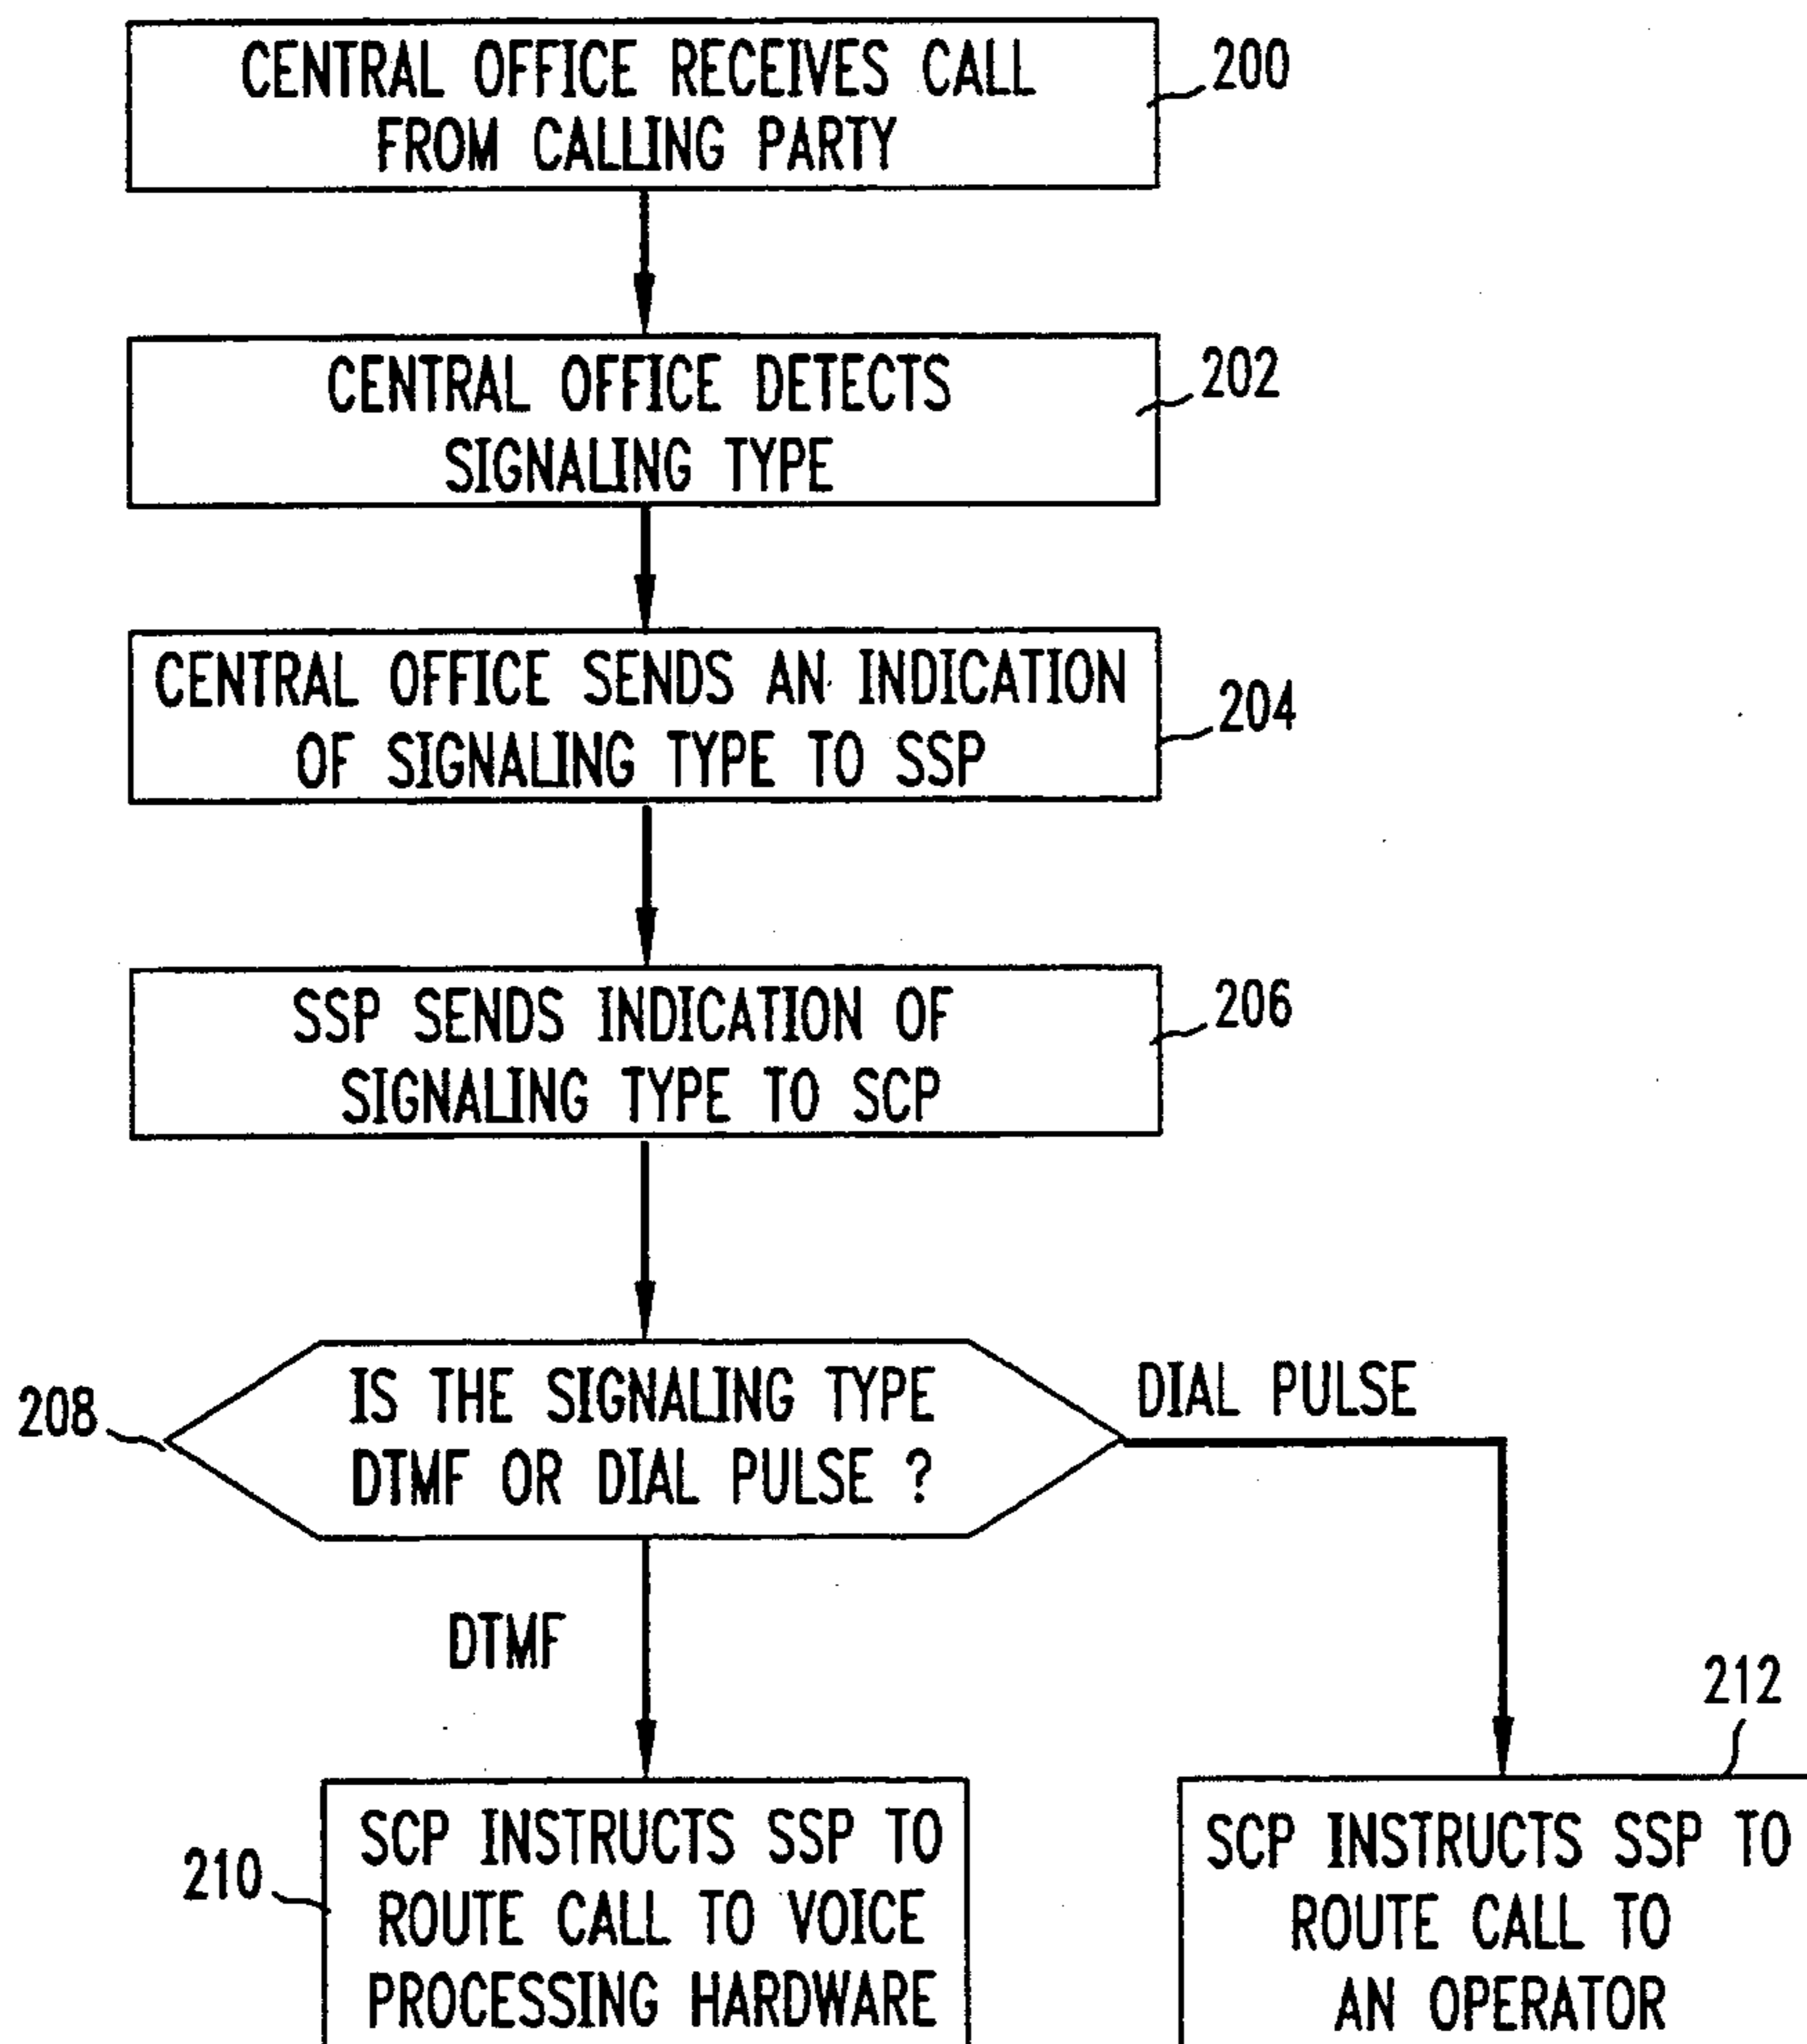 CENTRAL OFFICE RECEIVES CALL
FROM CALLING PARTY
200
CENTRAL OFFICE DETECTS
SIGNALING TYPE
202
CENTRAL OFFICE SENDS AN INDICATION
OF SIGNALING TYPE TO SSP
204
SSP SENDS INDICATION OF
SIGNALING TYPE TO SCP
206
208
IS THE SIGNALING TYPE
DTMF OR DIAL PULSE ?
DIAL PULSE
DTMF
210
SCP INSTRUCTS SSP TO
ROUTE CALL TO VOICE
PROCESSING HARDWARE
212
SCP INSTRUCTS SSP TO
ROUTE CALL TO
AN OPERATOR